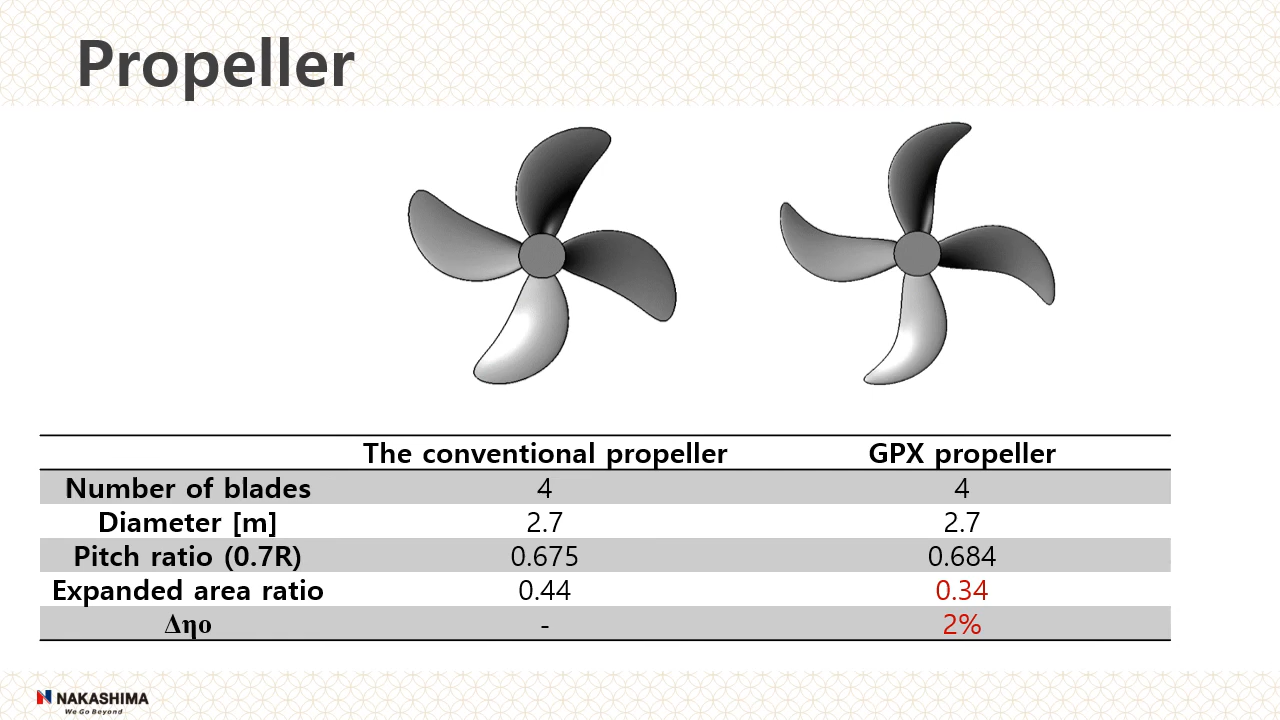 Propeller
The conventional propeller GPX propeller
Number of blades 4 4
Diameter [m] 2.7 2.7
Pitch ratio (0.7R) 0.675 0.684
Expanded area ratio 0.44 0.34
Δηo - 2%
NAKASHIMA
We Go Beyond